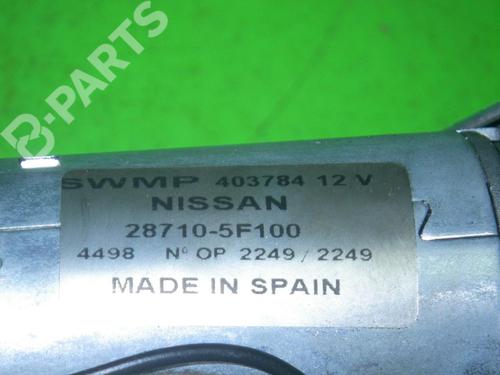 B-PARTS
SWMP 403784 12 V
NISSAN
28710-5F100
4498 Nº OP 2249/2249
MADE IN SPAIN